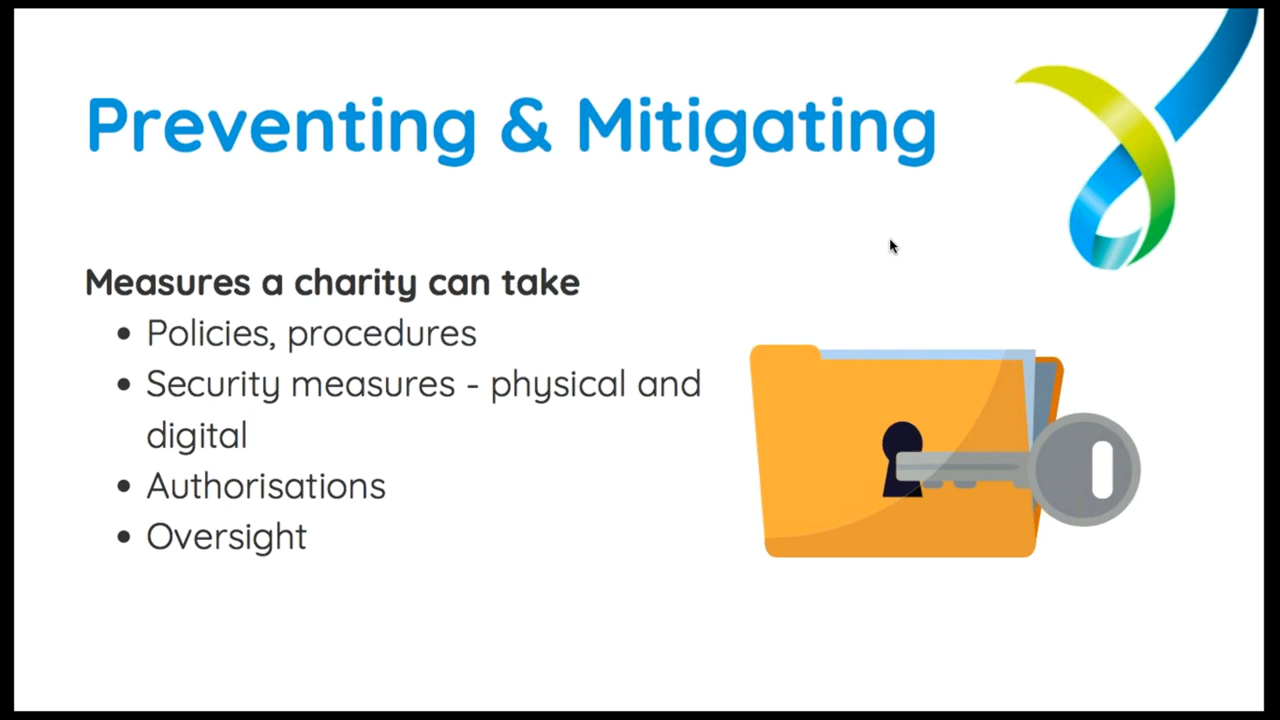 Preventing & Mitigating
Measures a charity can take
• Policies, procedures
• Security measures - physical and
digital
• Authorisations
• Oversight